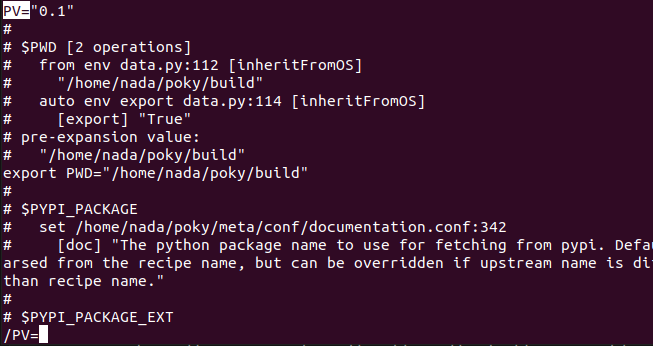 PV="0.1"
#
# $PWD [2 operations]
#   from env data.py:112 [inheritFromOS]
#     "/home/nada/poky/build"
#   auto env export data.py:114 [inheritFromOS]
#     [export] "True"
# pre-expansion value:
#   "/home/nada/poky/build"
export PWD="/home/nada/poky/build"
#
# $PYPI_PACKAGE
#   set /home/nada/poky/meta/conf/documentation.conf:342
#     [doc] "The python package name to use for fetching from pypi. Defau
arsed from the recipe name, but can be overridden if upstream name is di
than recipe name."
#
# $PYPI_PACKAGE_EXT
/PV=